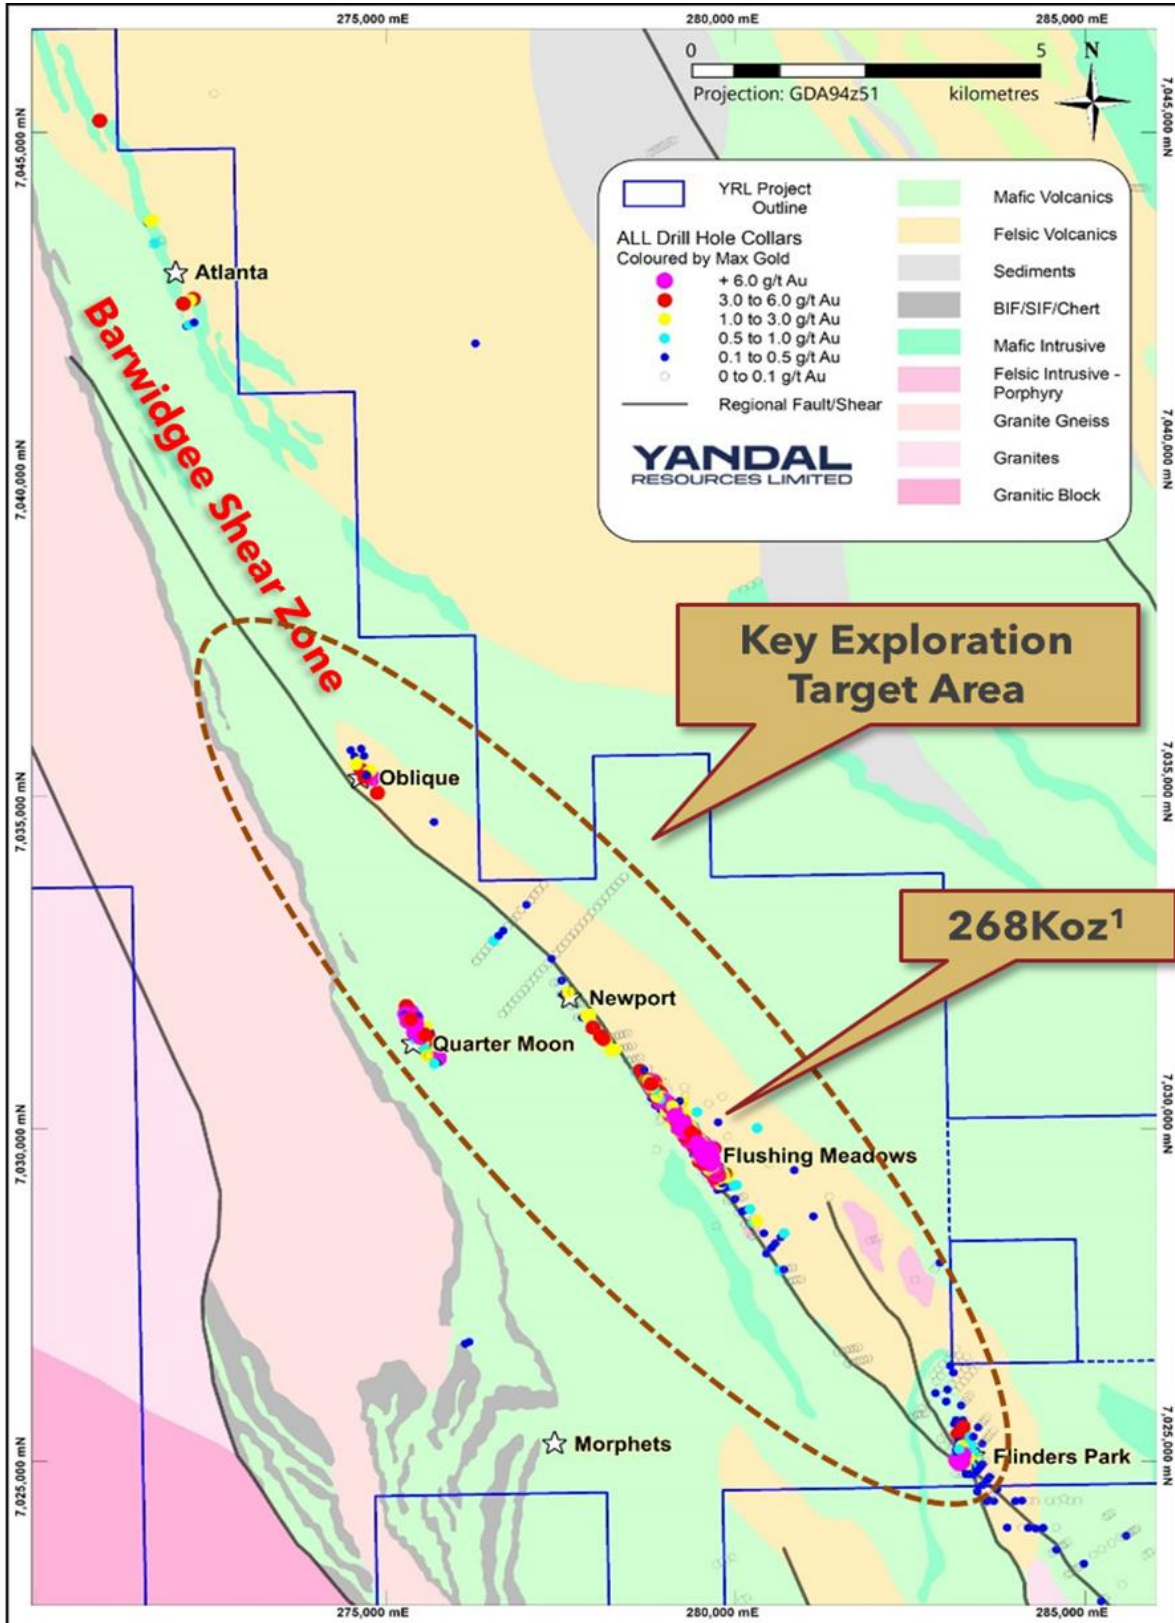 275,000 mE
280,000 mE
285,000 mE
0
5
N
Projection: GDA94z51
kilometres
7,045,000 mN
7,045,000 mN
YRL Project
Outline
ALL Drill Hole Collars
Coloured by Max Gold
+ 6.0 g/t Au
3.0 to 6.0 g/t Au
1.0 to 3.0 g/t Au
0.5 to 1.0 g/t Au
0.1 to 0.5 g/t Au
0 to 0.1 g/t Au
Regional Fault/Shear
YANDAL
RESOURCES LIMITED
Mafic Volcanics
Felsic Volcanics
Sediments
BIF/SIF/Chert
Mafic Intrusive
Felsic Intrusive -
Porphyry
Granite Gneiss
Granites
Granitic Block
Atlanta
Barwidgee Shear Zone
7,040,000 mN
7,040,000 mN
Key Exploration
Target Area
Oblique
7,035,000 mN
7,035,000 mN
268Koz¹
Newport
Quarter Moon
7,030,000 mN
7,030,000 mN
Flushing Meadows
Morphets
Flinders Park
7,025,000 mN
7,025,000 mN
275,000 mE
280,000 mE
285,000 mE